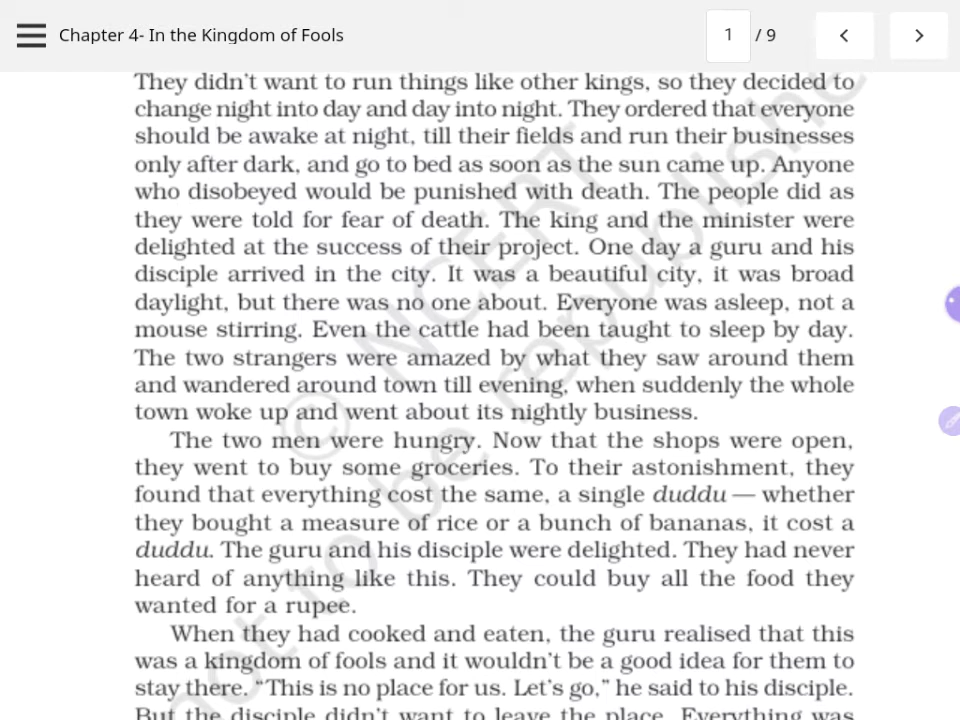 Chapter 4- In the Kingdom of Fools
1 / 9
They didn't want to run things like other kings, so they decided to
change night into day and day into night. They ordered that everyone
should be awake at night, till their fields and run their businesses
only after dark, and go to bed as soon as the sun came up. Anyone
who disobeyed would be punished with death. The people did as
they were told for fear of death. The king and the minister were
delighted at the success of their project. One day a guru and his
disciple arrived in the city. It was a beautiful city, it was broad
daylight, but there was no one about. Everyone was asleep, not a
mouse stirring. Even the cattle had been taught to sleep by day.
The two strangers were amazed by what they saw around them
and wandered around town till evening, when suddenly the whole
town woke up and went about its nightly business.
The two men were hungry. Now that the shops were open,
they went to buy some groceries. To their astonishment, they
found that everything cost the same, a single duddu — whether
they bought a measure of rice or a bunch of bananas, it cost a
duddu. The guru and his disciple were delighted. They had never
heard of anything like this. They could buy all the food they
wanted for a rupee.
When they had cooked and eaten, the guru realised that this
was a kingdom of fools and it wouldn't be a good idea for them to
stay there. “This is no place for us. Let's go,” he said to his disciple.
But the disciple didn't want to leave the place. Everything was
© NCERT
not to be republishe